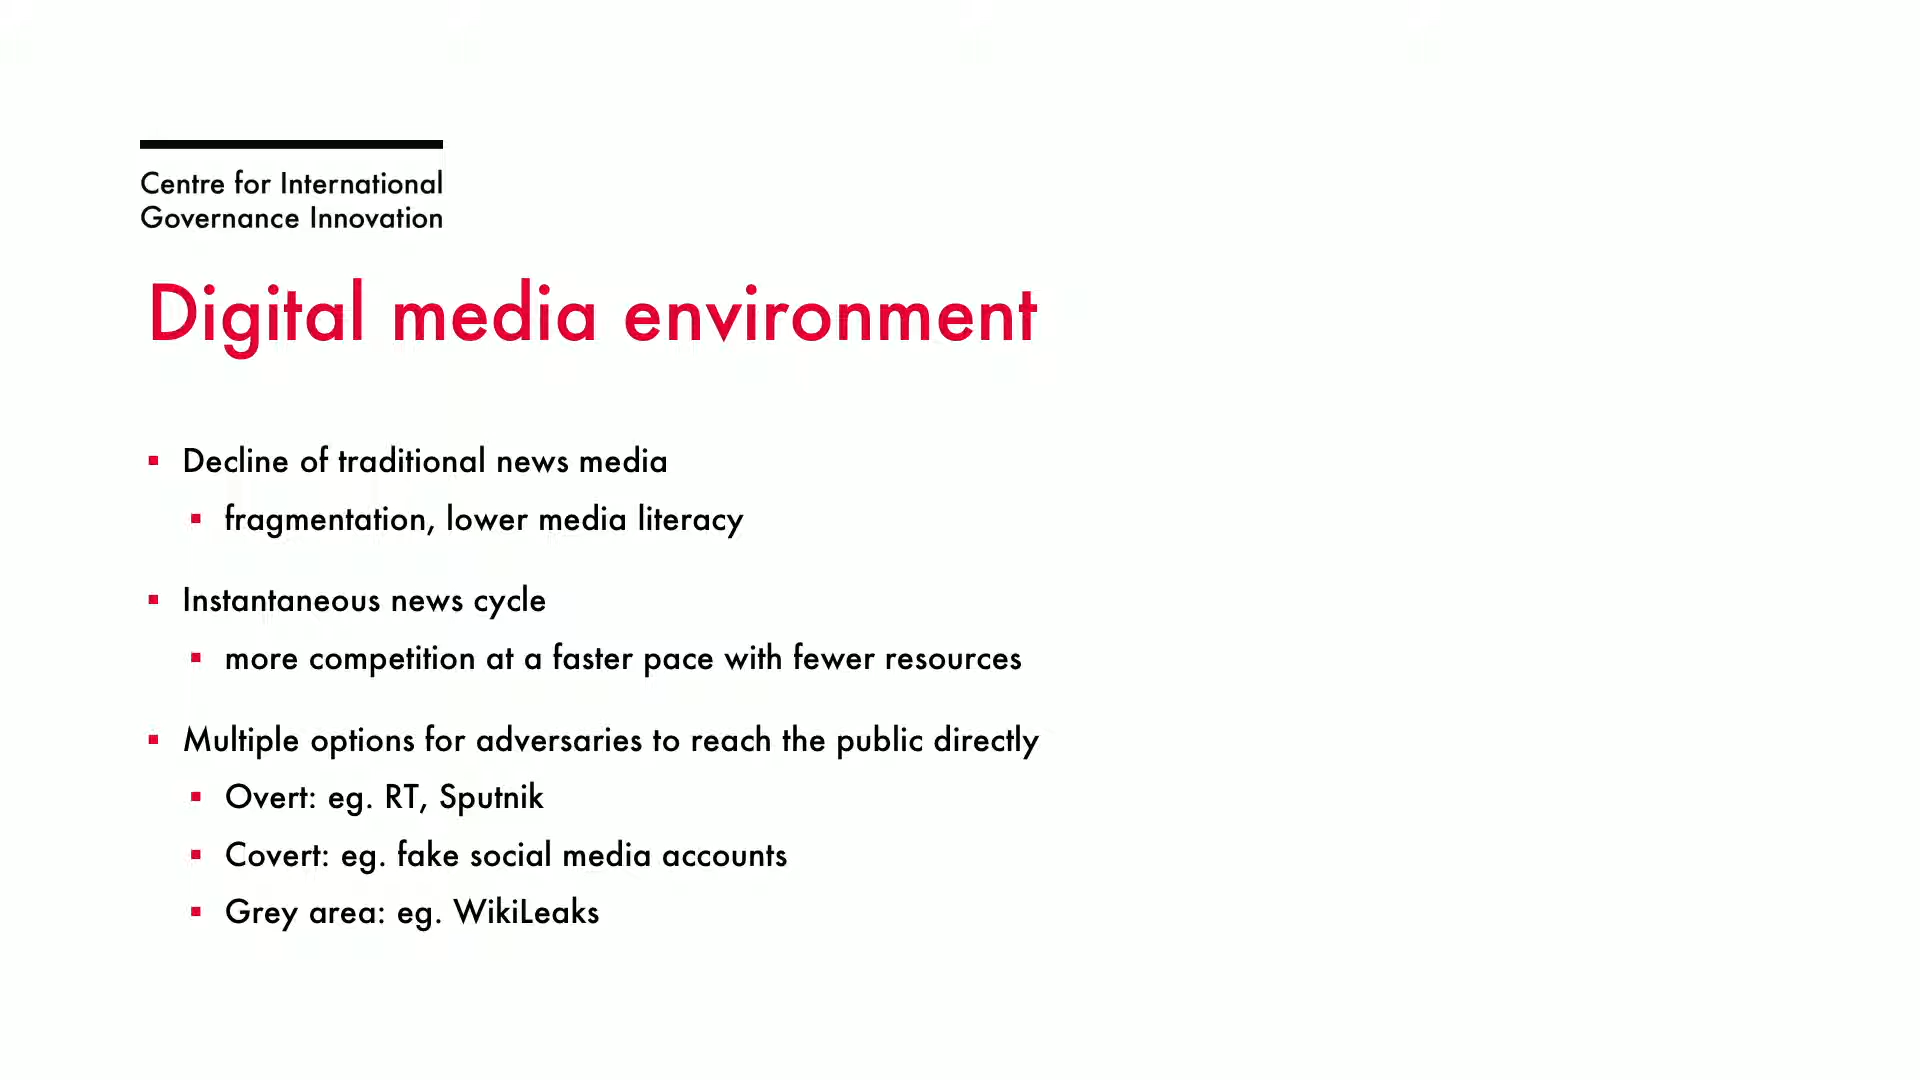 Centre for International
Governance Innovation
Digital media environment
▪ Decline of traditional news media
▪ fragmentation, lower media literacy
▪ Instantaneous news cycle
▪ more competition at a faster pace with fewer resources
▪ Multiple options for adversaries to reach the public directly
▪ Overt: eg. RT, Sputnik
▪ Covert: eg. fake social media accounts
▪ Grey area: eg. WikiLeaks